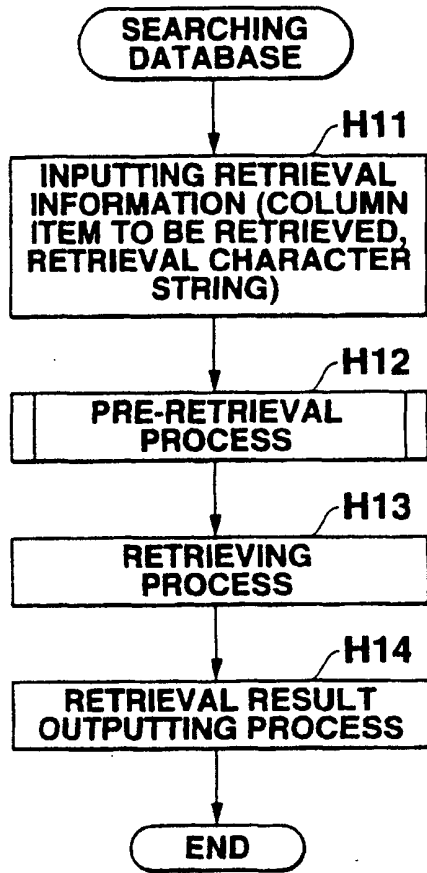 SEARCHING
DATABASE
H11
INPUTTING RETRIEVAL
INFORMATION (COLUMN
ITEM TO BE RETRIEVED,
RETRIEVAL CHARACTER
STRING)
H12
PRE-RETRIEVAL
PROCESS
H13
RETRIEVING
PROCESS
H14
RETRIEVAL RESULT
OUTPUTTING PROCESS
END